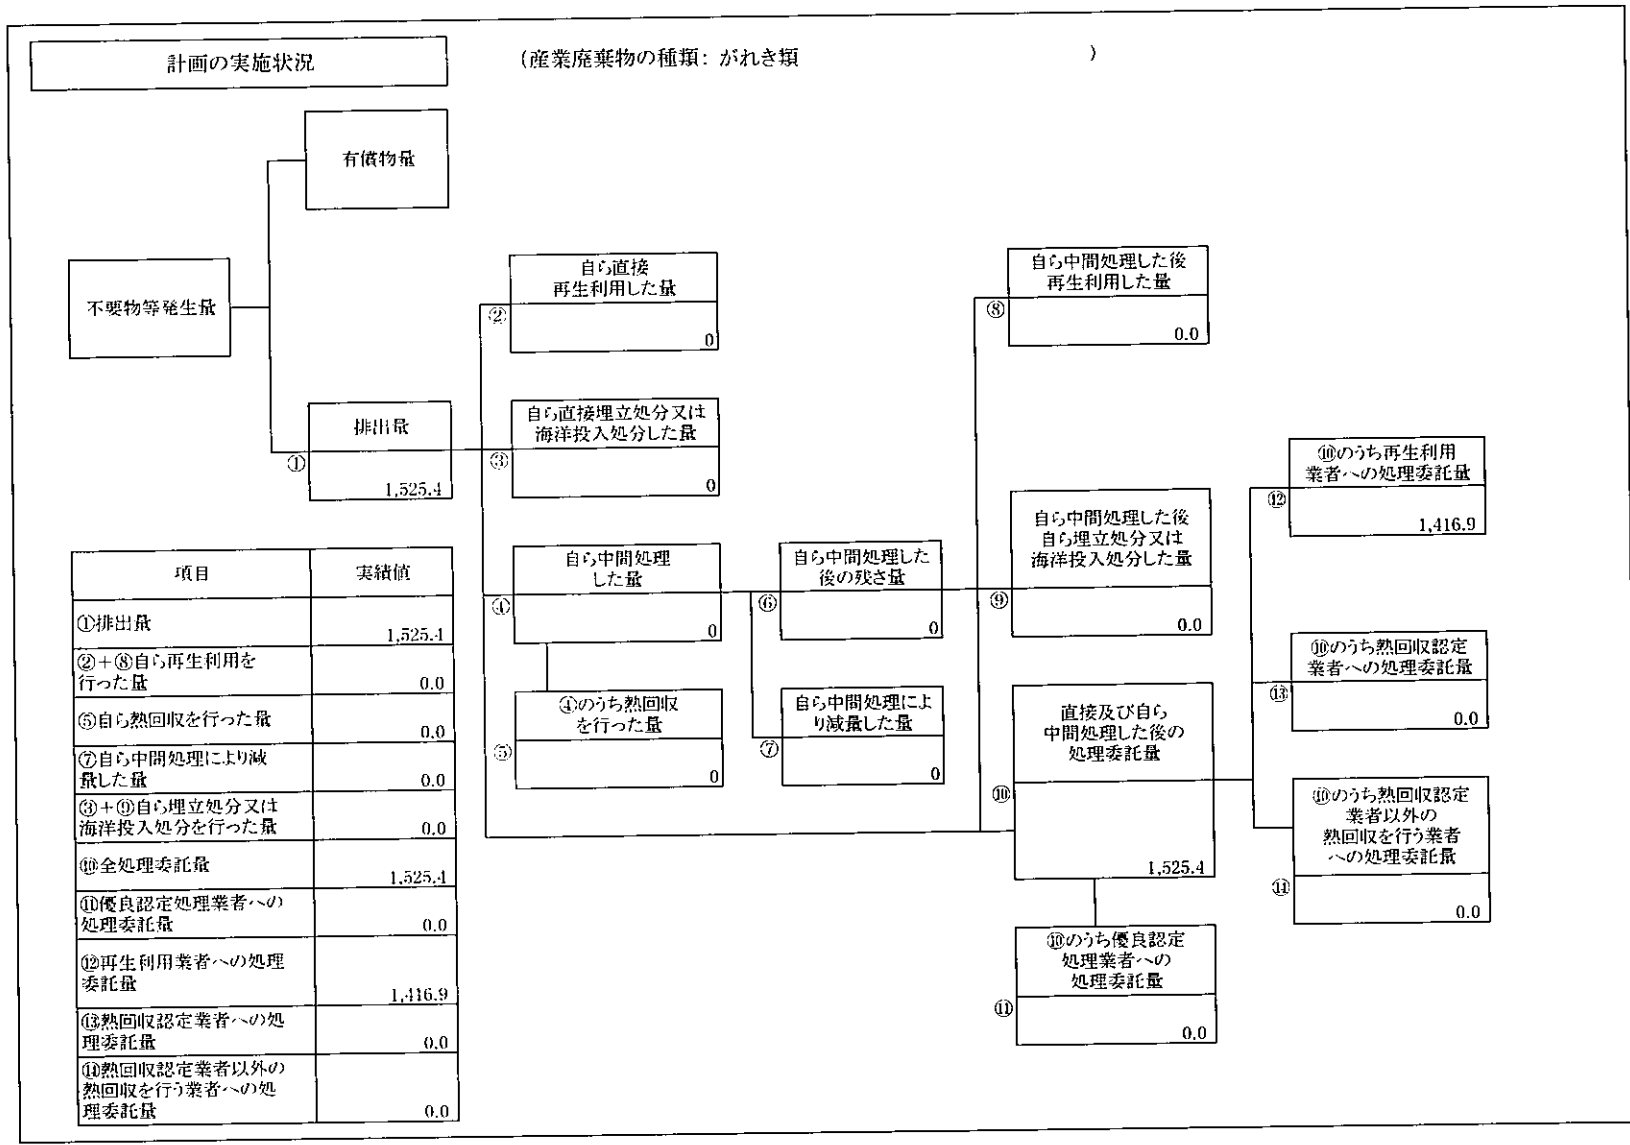 計画の実施状況
(産業廃棄物の種類: がれき類 )
有償物量
不要物等発生量
排出量
①
1,525.4
自ら直接
再生利用した量
②
0
自ら直接埋立処分又は
海洋投入処分した量
③
0
自ら中間処理
した量
④
0
④のうち熱回収
を行った量
⑤
0
自ら中間処理した
後の残さ量
⑥
0
自ら中間処理によ
り減量した量
⑦
0
自ら中間処理した後
再生利用した量
⑧
0.0
自ら中間処理した後
自ら埋立処分又は
海洋投入処分した量
⑨
0.0
直接及び自ら
中間処理した後の
処理委託量
⑩
1,525.4
⑩のうち優良認定
処理業者への
処理委託量
⑪
0.0
⑩のうち再生利用
業者への処理委託量
⑫
1,416.9
⑩のうち熱回収認定
業者への処理委託量
⑬
0.0
⑩のうち熱回収認定
業者以外の
熱回収を行う業者
への処理委託量
⑭
0.0
項目 実績値
①排出量 1,525.4
②+⑧自ら再生利用を
行った量 0.0
⑤自ら熱回収を行った量 0.0
⑦自ら中間処理により減
量した量 0.0
③+⑨自ら埋立処分又は
海洋投入処分を行った量 0.0
⑩全処理委託量 1,525.4
⑪優良認定処理業者への
処理委託量 0.0
⑫再生利用業者への処理
委託量 1,416.9
⑬熱回収認定業者への処
理委託量 0.0
⑭熱回収認定業者以外の
熱回収を行う業者への処
理委託量 0.0